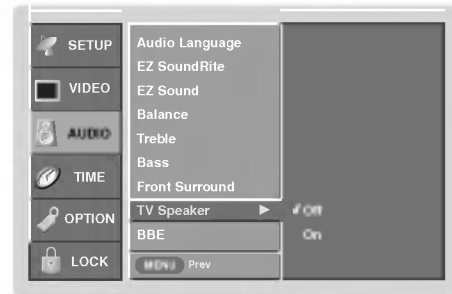 SETUP
VIDEO
AUDIO
TIME
OPTION
LOCK
Audio Language
EZ SoundRite
EZ Sound
Balance
Treble
Bass
Front Surround
TV Speaker
BBE
MENU Prev
Off
On